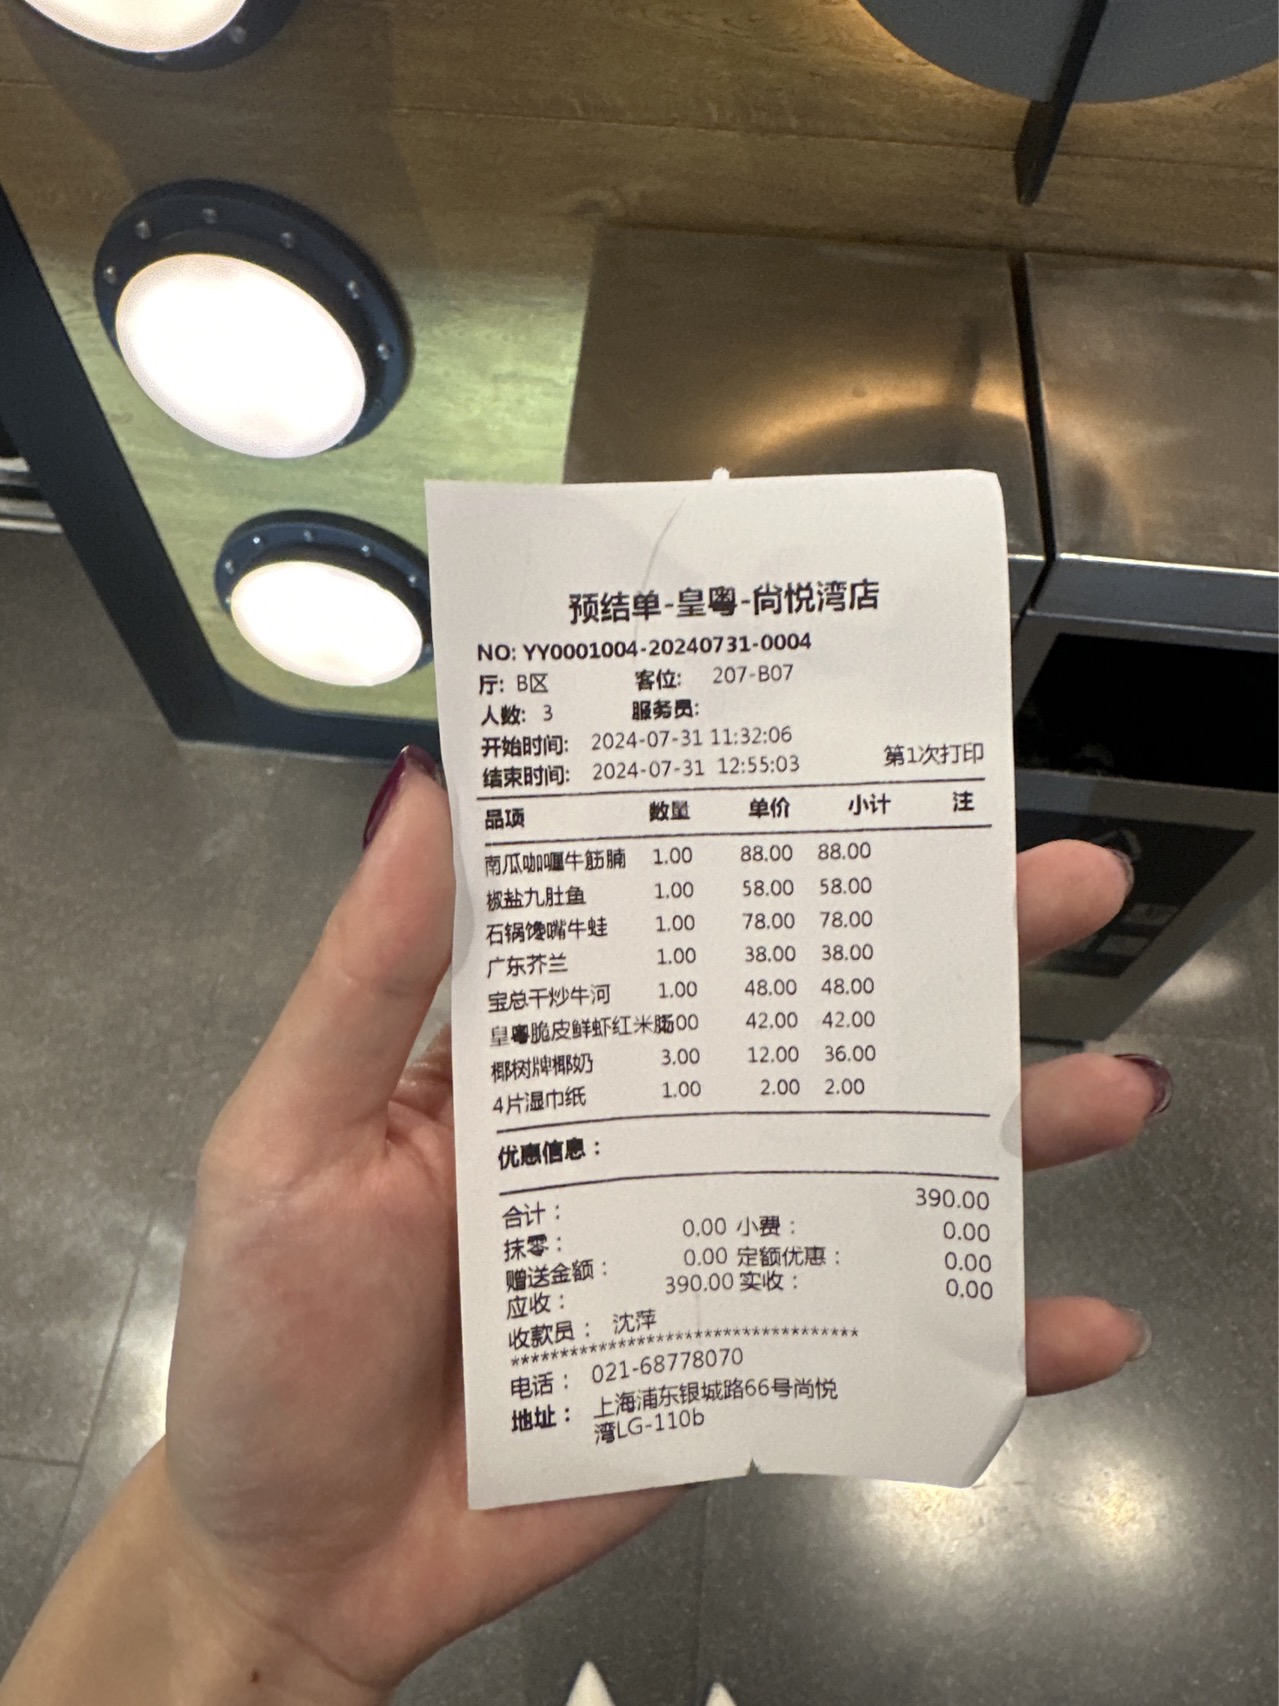 预结单-皇粤-尚悦湾店
NO: YY0001004-20240731-0004
厅: B区 客位: 207-B07
人数: 3 服务员:
开始时间: 2024-07-31 11:32:06
结束时间: 2024-07-31 12:55:03 第1次打印
品项 数量 单价 小计 注
南瓜咖喱牛筋腩 1.00 88.00 88.00
椒盐九肚鱼 1.00 58.00 58.00
石锅馋嘴牛蛙 1.00 78.00 78.00
广东芥兰 1.00 38.00 38.00
宝总干炒牛河 1.00 48.00 48.00
皇粤脆皮鲜虾红米肠 .00 42.00 42.00
椰树牌椰奶 3.00 12.00 36.00
4片湿巾纸 1.00 2.00 2.00
优惠信息：
合计： 390.00
抹零： 0.00 小费： 0.00
赠送金额： 0.00 定额优惠： 0.00
应收： 390.00 实收： 0.00
收款员： 沈萍
***********************************
电话： 021-68778070
地址： 上海浦东银城路66号尚悦
湾LG-110b